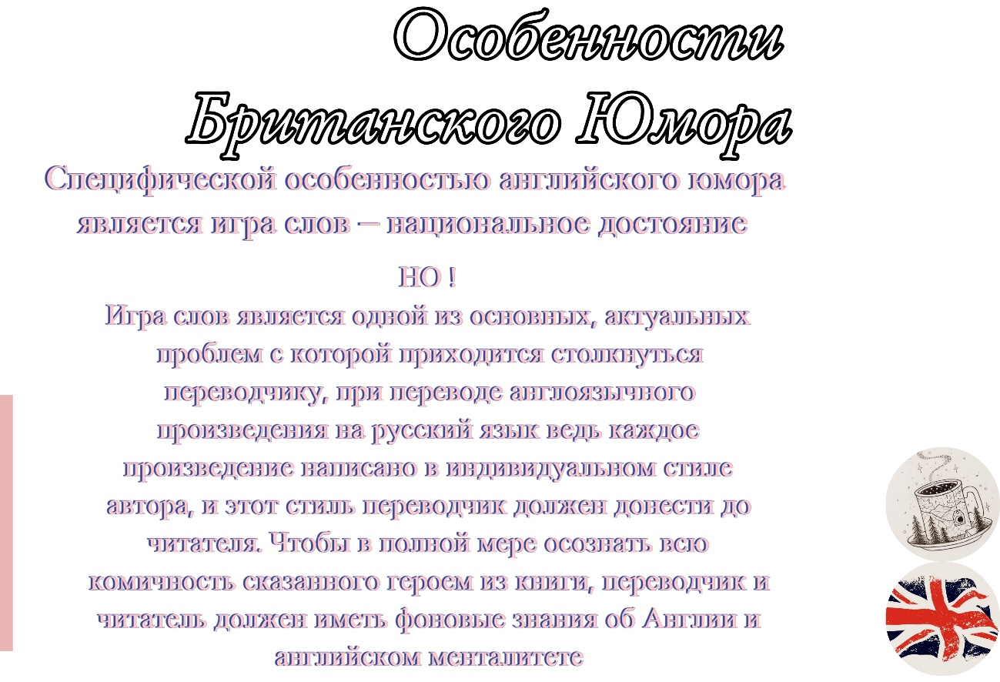 Особенности
Британского Юмора
Специфической особенностью английского юмора
является игра слов — национальное достояние
НО !
Игра слов является одной из основных, актуальных
проблем с которой приходится столкнуться
переводчику, при переводе англоязычного
произведения на русский язык ведь каждое
произведение написано в индивидуальном стиле
автора, и этот стиль переводчик должен донести до
читателя. Чтобы в полной мере осознать всю
комичность сказанного героем из книги, переводчик и
читатель должен иметь фоновые знания об Англии и
английском менталитете